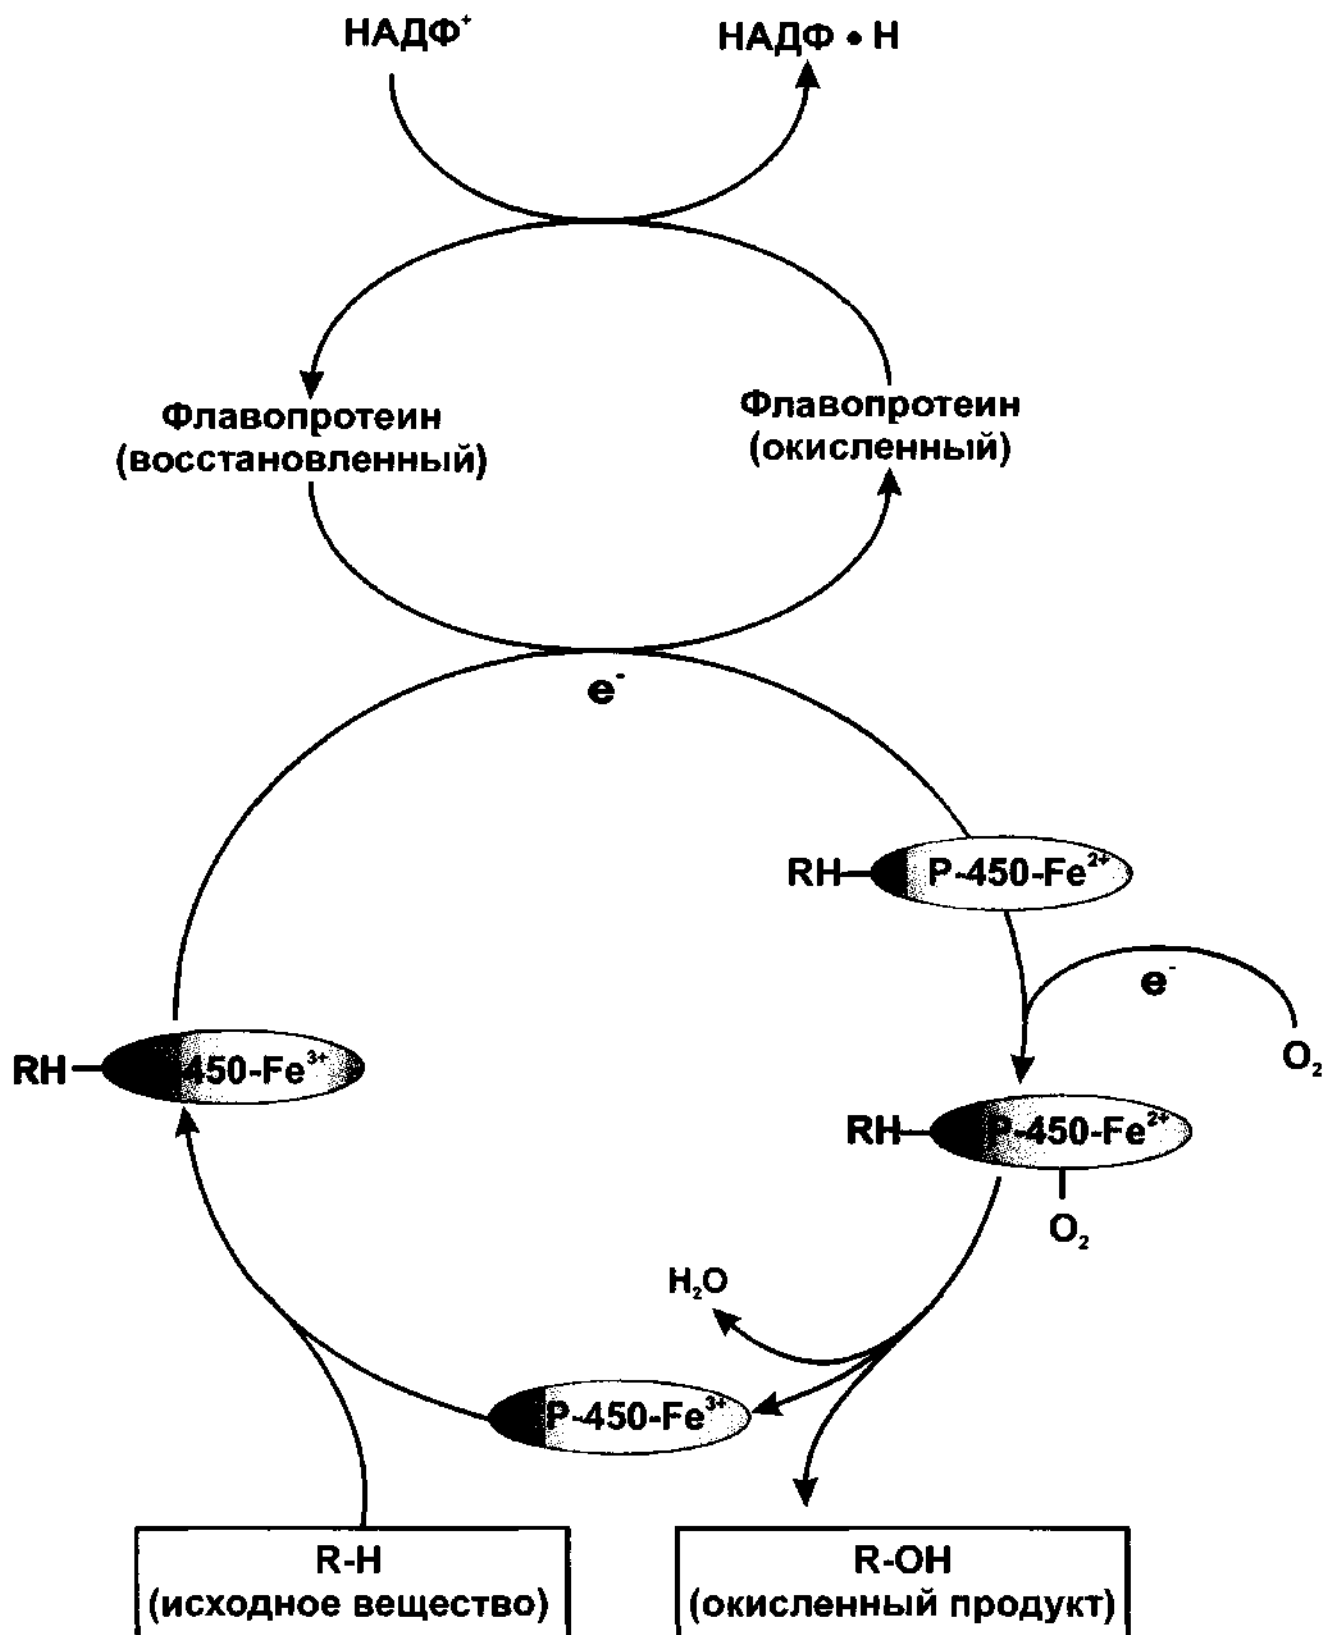 НАДФ⁺
НАДФ • Н
Флавопротеин
(восстановленный)
Флавопротеин
(окисленный)
e⁻
RH
P-450-Fe²⁺
e⁻
O₂
RH
450-Fe³⁺
RH
P-450-Fe²⁺
O₂
H₂O
P-450-Fe³⁺
R-H
(исходное вещество)
R-OH
(окисленный продукт)